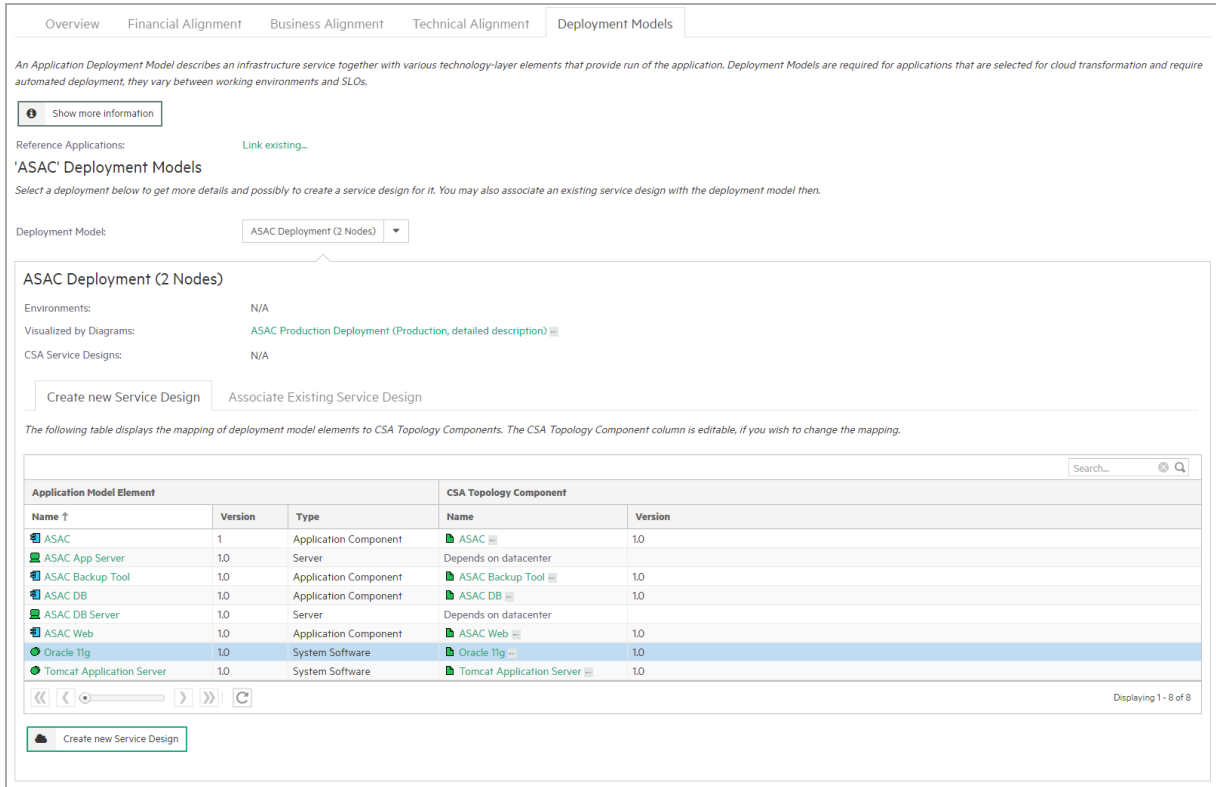 Overview Financial Alignment Business Alignment Technical Alignment Deployment Models
An Application Deployment Model describes an infrastructure service together with various technology-layer elements that provide run of the application. Deployment Models are required for applications that are selected for cloud transformation and require
automated deployment, they vary between working environments and SLOs.
Show more information
Reference Applications: Link existing...
'ASAC' Deployment Models
Select a deployment below to get more details and possibly to create a service design for it. You may also associate an existing service design with the deployment model then.
Deployment Model: ASAC Deployment (2 Nodes)
ASAC Deployment (2 Nodes)
Environments: N/A
Visualized by Diagrams: ASAC Production Deployment (Production, detailed description)
CSA Service Designs: N/A
Create new Service Design Associate Existing Service Design
The following table displays the mapping of deployment model elements to CSA Topology Components. The CSA Topology Component column is editable, if you wish to change the mapping.
Search...
Application Model Element CSA Topology Component
Name ↑ Version Type Name Version
ASAC 1 Application Component ASAC 1.0
ASAC App Server 1.0 Server Depends on datacenter
ASAC Backup Tool 1.0 Application Component ASAC Backup Tool 1.0
ASAC DB 1.0 Application Component ASAC DB 1.0
ASAC DB Server 1.0 Server Depends on datacenter
ASAC Web 1.0 Application Component ASAC Web 1.0
Oracle 11g 1.0 System Software Oracle 11g 1.0
Tomcat Application Server 1.0 System Software Tomcat Application Server 1.0
Displaying 1 - 8 of 8
Create new Service Design